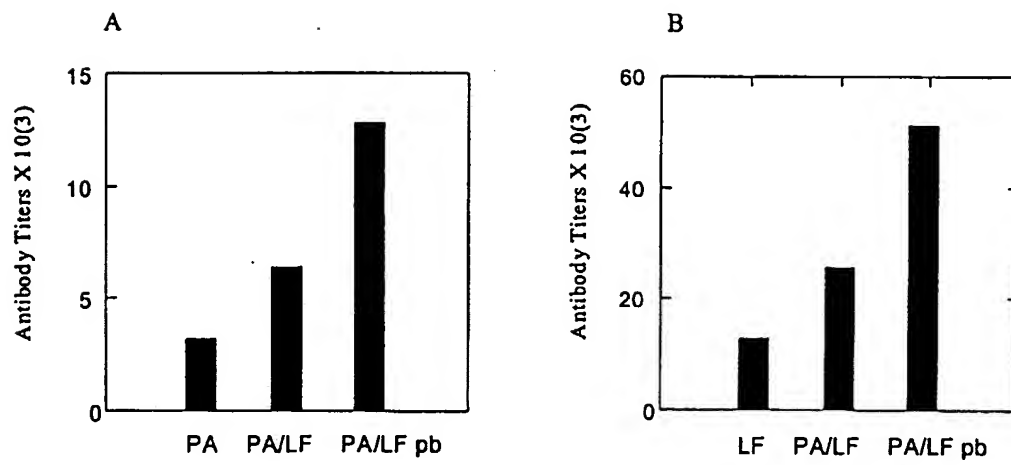 A
Antibody Titers X 10(3)
15
10
5
0
PA PA/LF PA/LF pb
B
Antibody Titers X 10(3)
60
40
20
0
LF PA/LF PA/LF pb